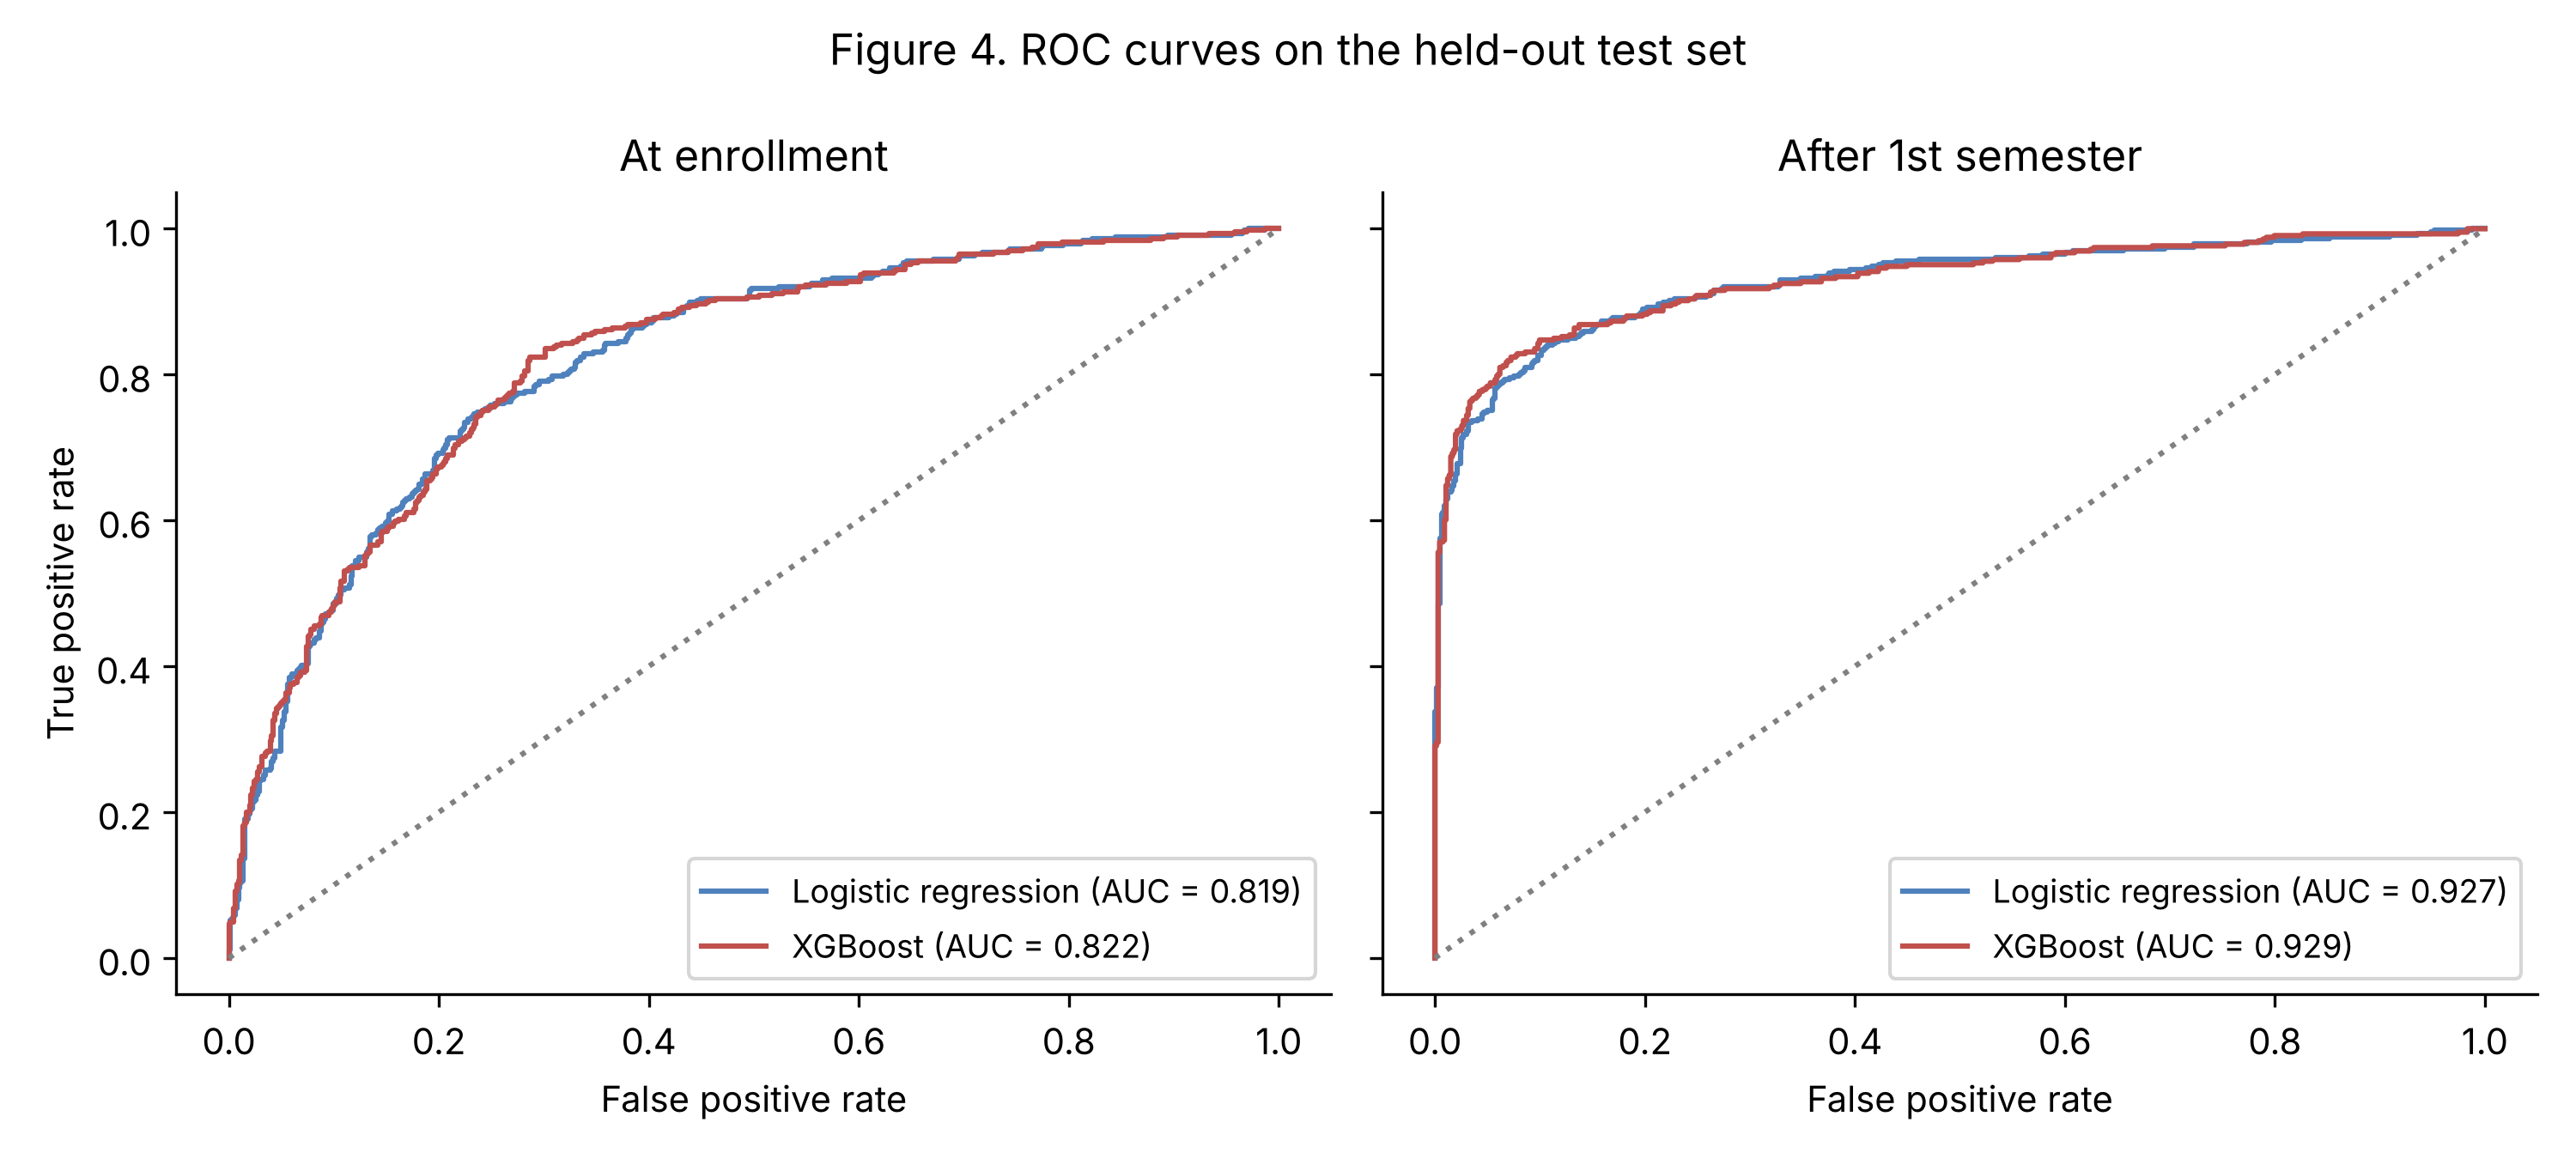 Figure 4. ROC curves on the held-out test set
At enrollment
True positive rate
1.0
0.8
0.6
0.4
0.2
0.0
Logistic regression (AUC = 0.819)
XGBoost (AUC = 0.822)
0.0 0.2 0.4 0.6 0.8 1.0
False positive rate
After 1st semester
Logistic regression (AUC = 0.927)
XGBoost (AUC = 0.929)
0.0 0.2 0.4 0.6 0.8 1.0
False positive rate